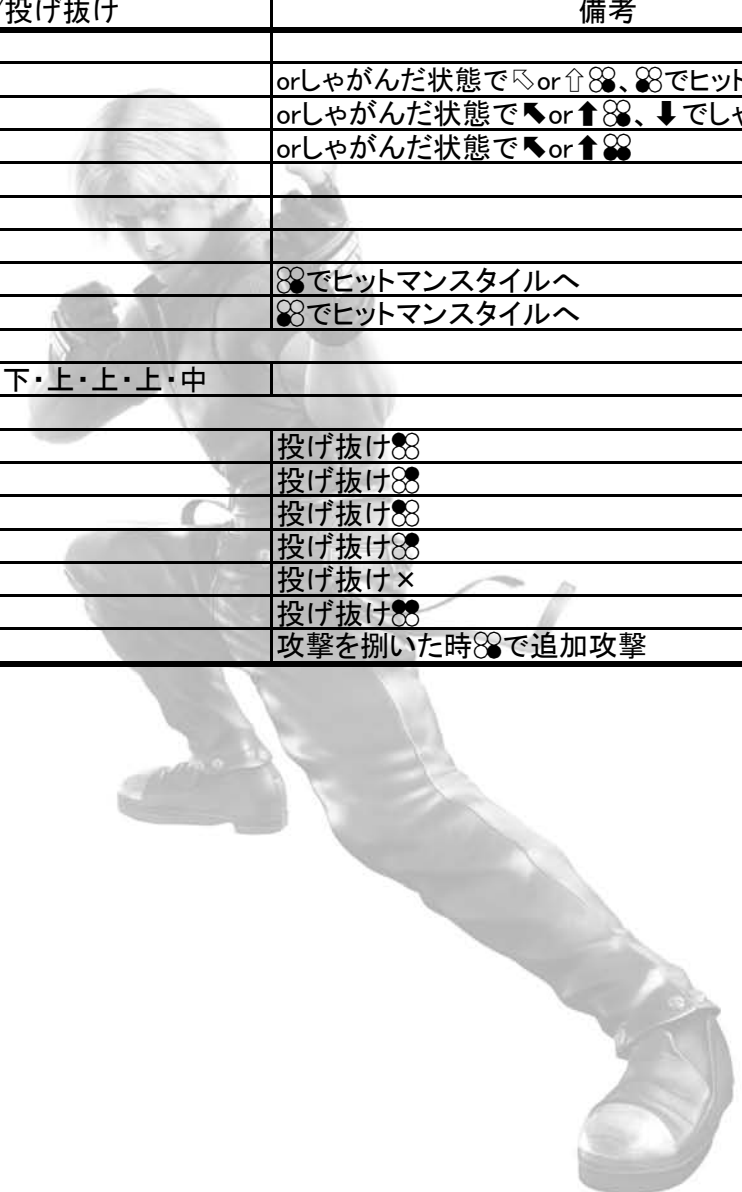 投げ抜け 備考
orしゃがんだ状態で⇖or⇧、でヒット
orしゃがんだ状態で⬉or⬆、⬇でし
orしゃがんだ状態で⬉or⬆
でヒットマンスタイルへ
でヒットマンスタイルへ
下・上・上・上・中
投げ抜け
投げ抜け
投げ抜け
投げ抜け
投げ抜け×
投げ抜け
攻撃を捌いた時で追加攻撃